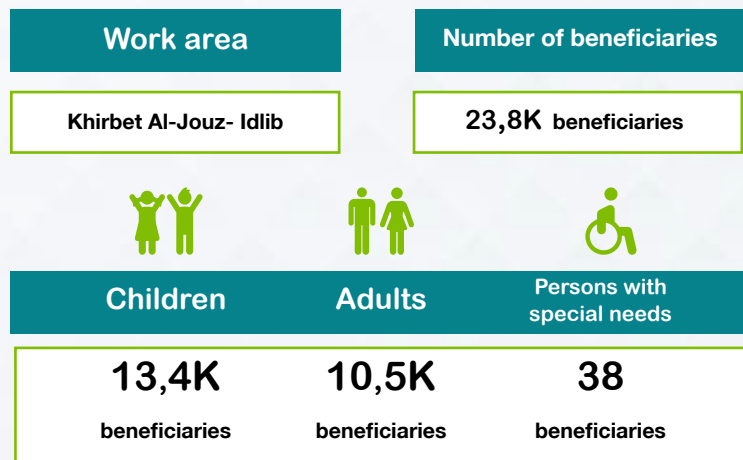 Work area
Number of beneficiaries
Khirbet Al-Jouz- Idlib
23,8K beneficiaries
Children
Adults
Persons with
special needs
13,4K
10,5K
38
beneficiaries
beneficiaries
beneficiaries